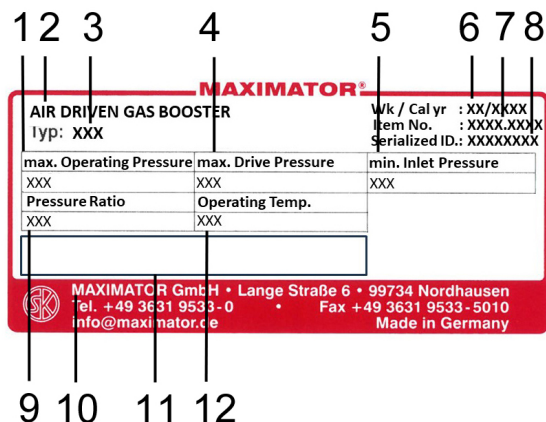 1 2 3 4 5 6 7 8
MAXIMATOR®
AIR DRIVEN GAS BOOSTER
Typ: XXX
Wk / Cal yr : XX/XXXX
Item No. : XXXX.XXXX
Serialized ID.: XXXXXXXX
max. Operating Pressure max. Drive Pressure min. Inlet Pressure
XXX XXX XXX
Pressure Ratio Operating Temp.
XXX XXX
SK
MAXIMATOR GmbH • Lange Straße 6 • 99734 Nordhausen
Tel. +49 3631 9533-0 • Fax +49 3631 9533-5010
info@maximator.de Made in Germany
9 10 11 12